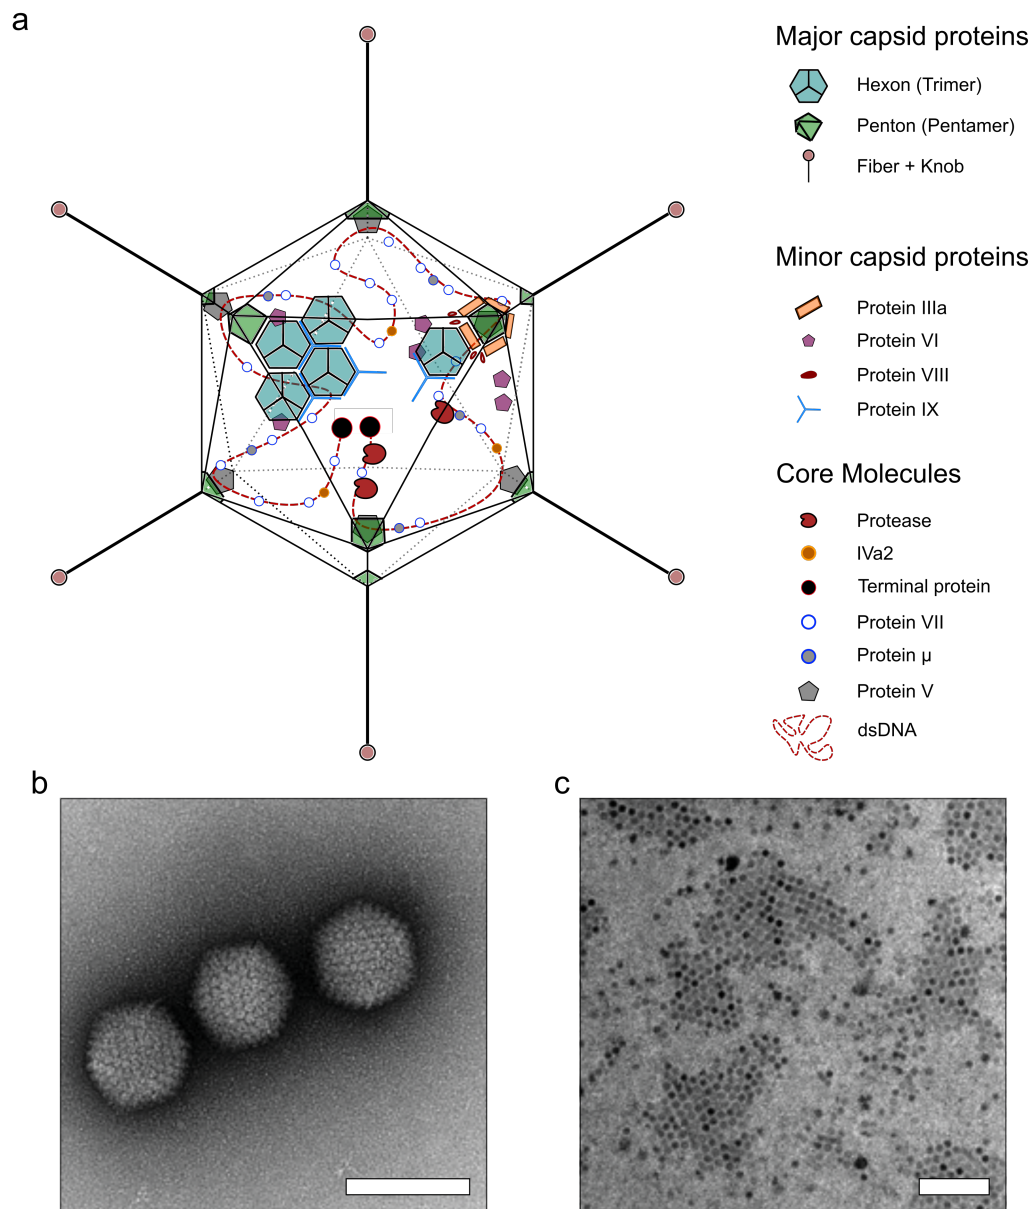 a
Major capsid proteins
Hexon (Trimer)
Penton (Pentamer)
Fiber + Knob
Minor capsid proteins
Protein IIIa
Protein VI
Protein VIII
Protein IX
Core Molecules
Protease
IVa2
Terminal protein
Protein VII
Protein µ
Protein V
dsDNA
b
c